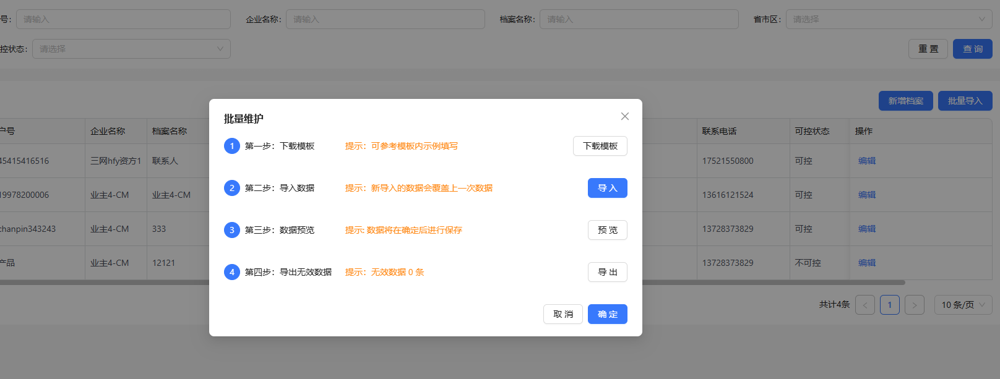 号： 请输入 企业名称： 请输入 档案名称： 请输入 省市区： 请选择
控状态： 请选择 重 置 查 询
新增档案 批量导入
户号 企业名称 档案名称 联系电话 可控状态 操作
45415416516 三网hfy资方1 联系人 17521550800 可控 编辑
19978200006 业主4-CM 业主4-CM 13616121524 可控 编辑
chanpin343243 业主4-CM 333 13728373829 可控 编辑
产品 业主4-CM 12121 13728373829 不可控 编辑
共计4条 < 1 > 10 条/页
批量维护
1 第一步：下载模板 提示：可参考模板内示例填写 下载模板
2 第二步：导入数据 提示：新导入的数据会覆盖上一次数据 导 入
3 第三步：数据预览 提示: 数据将在确定后进行保存 预 览
4 第四步：导出无效数据 提示：无效数据 0 条 导 出
取 消 确 定